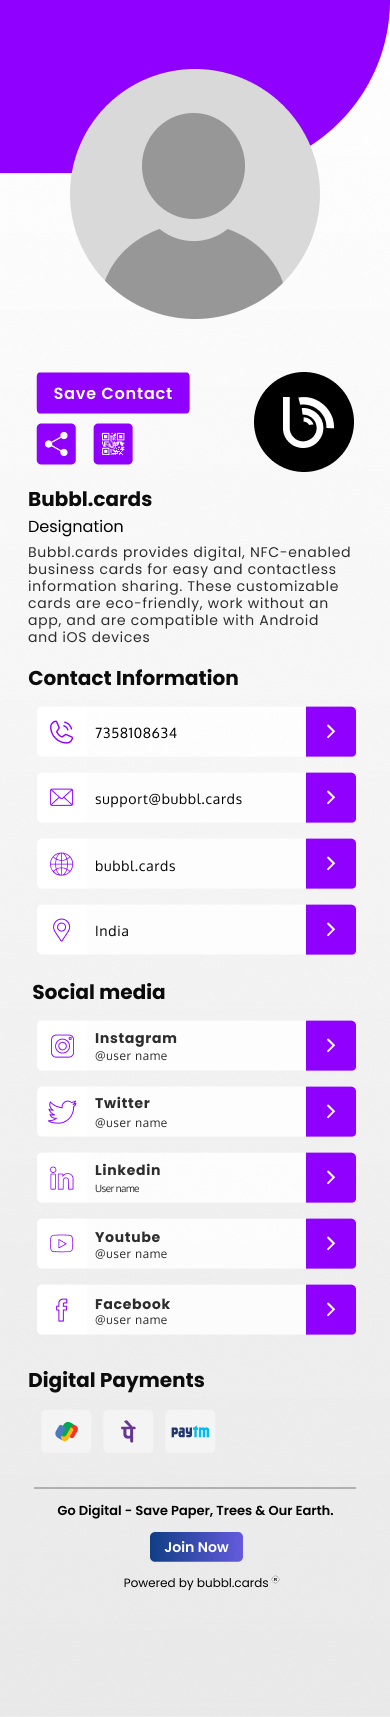 Save Contact
Bubbl.cards
Designation
Bubbl.cards provides digital, NFC-enabled
business cards for easy and contactless
information sharing. These customizable
cards are eco-friendly, work without an
app, and are compatible with Android
and iOS devices
Contact Information
7358108634
support@bubbl.cards
bubbl.cards
India
Social media
Instagram
@user name
Twitter
@user name
Linkedin
User name
Youtube
@user name
Facebook
@user name
Digital Payments
पे paytm
Go Digital - Save Paper, Trees & Our Earth.
Join Now
Powered by bubbl.cards ®